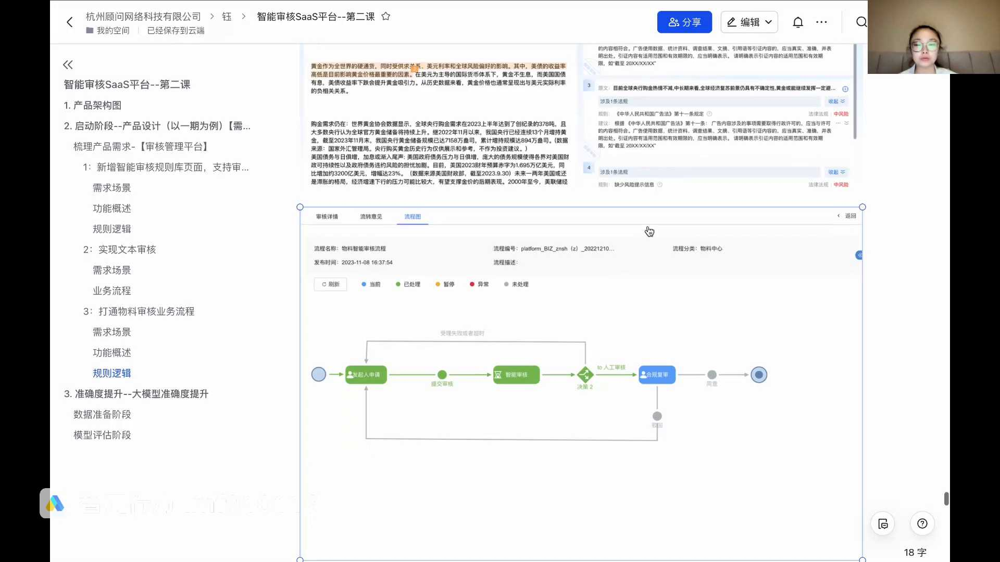 杭州顾问网络科技有限公司 > 钰 > 智能审核SaaS平台--第二课
我的空间 已经保存到云端
分享
编辑
智能审核SaaS平台--第二课
1. 产品架构图
2. 启动阶段--产品设计（以一期为例）【需...
梳理产品需求-【审核管理平台】
1：新增智能审核规则库页面，支持审...
需求场景
功能概述
规则逻辑
2：实现文本审核
需求场景
业务流程
3：打通物料审核业务流程
需求场景
功能概述
规则逻辑
3. 准确度提升--大模型准确度提升
数据准备阶段
模型评估阶段
黄金作为全世界的硬通货，同时受供求关系、美元利率和全球风险偏好的影响。其中，美债的收益率
高低是目前影响黄金价格最重要的因素。在美元为主导的国际货币体系下，黄金不生息，而美国国债
有息，美债收益率下跌会提升黄金吸引力。从历史数据来看，黄金价格也通常呈现出与美元实际利率
的负相关关系。
购金需求仍在：世界黄金协会数据显示，全球央行购金需求在2023上半年达到了创纪录的378吨，且
大多数央行认为全球官方黄金储备将持续上升。继2022年11月以来，我国央行已经连续13个月增持黄
金，截至2023年11月末，我国央行黄金储备规模已达7158万盎司，累计增持规模达894万盎司。(数据
来源：国家外汇管理局。央行购买黄金历史行为仅供展示和参考，不作为投资建议。)
美国债务与日俱增，加息或渐入尾声: 美国政府债务压力与日俱增，庞大的债务规模使得各界对美国财
政可持续性以及政府债务违约风险的担忧加剧。目前，美国2023财年预算赤字为1.695万亿美元，同
比增加约3200亿美元，增幅达23%。（数据来源美国财政部，截至2023.9.30）未来一两年美国或还
是滞胀的格局，经济增速下行的压力可能比较大，有望支撑金价的后期表现。2000年至今，美联储经
的内容相符合。广告使用数据、统计资料、调查结果、文摘、引用语等引证内容的，应当真实、准确，并表
明出处。引证内容有适用范围和有效期限的，应当明确表示。 请明确表示引证内容的适用范围和有效期
限，如"截至 20XX/XX/XX"
3
原文：目前全球央行购金热情不减,中长期来看,全球经济复苏前景仍具有不确定性,黄金或能继续发挥一定避...
涉及1条法规 收起
规则：《中华人民共和国广告法》第十一条规定 法律法规 中风险
建议：根据 《中华人民共和国广告法》第十一条： 广告内容涉及的事项需要取得行政许可的，应当与许可
的内容相符合。广告使用数据、统计资料、调查结果、文摘、引用语等引证内容的，应当真实、准确，并表
明出处。引证内容有适用范围和有效期限的，应当明确表示。 请明确表示引证内容的适用范围和有效期
限，如"截至 20XX/XX/XX"
4
涉及1条法规 收起
规则：缺少风险提示信息 法律法规 中风险
审核详情 流转意见 流程图 返回
流程名称：物料智能审核流程 流程编号：platform_BIZ_znsh（z）_20221210... 流程分类：物料中心
发布时间：2023-11-08 16:37:54 流程描述：
刷新 当前 已处理 暂停 异常 未处理
受理失败或者超时
发起人申请
提交审核
智能审核
决策 2
to 人工审核
合规复审
同意
驳回
18 字